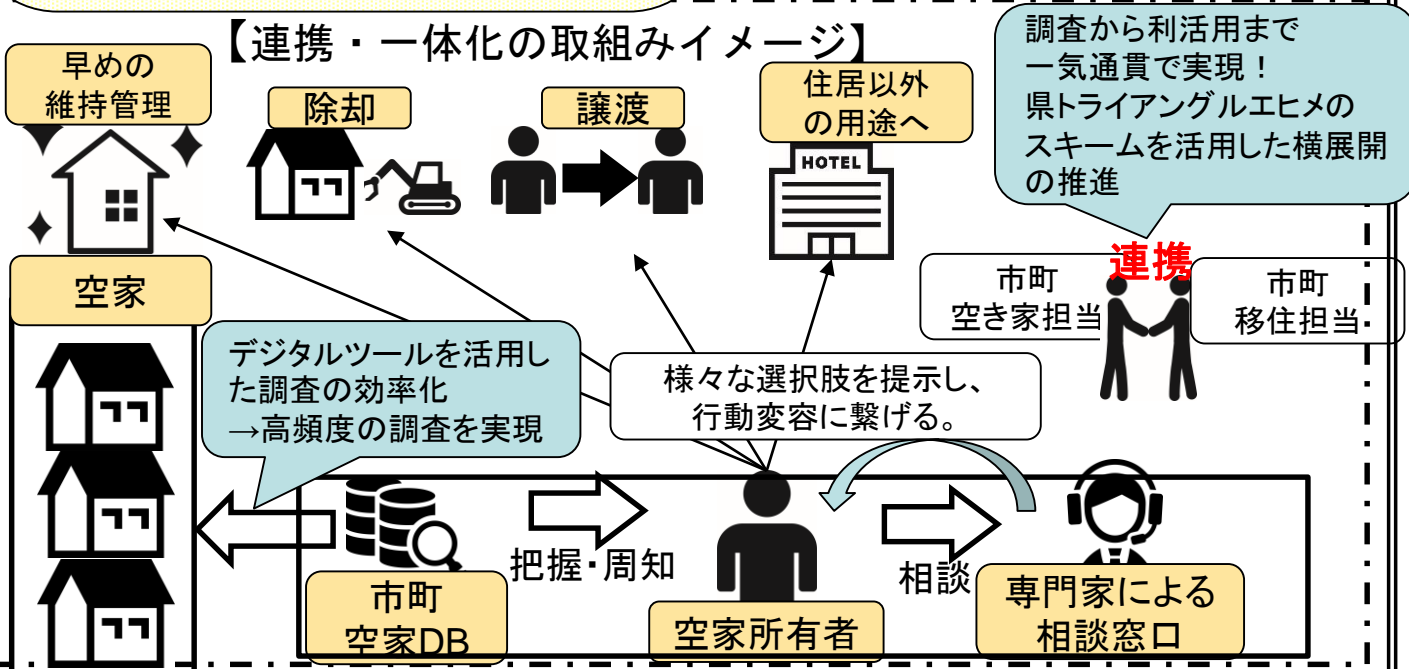 【連携・一体化の取組みイメージ】
早めの
維持管理
除却
譲渡
住居以外
の用途へ
HOTEL
調査から利活用まで
一気通貫で実現！
県トライアングルエヒメの
スキームを活用した横展開
の推進
連携
市町
空き家担当
市町
移住担当
空家
デジタルツールを活用し
た調査の効率化
→高頻度の調査を実現
様々な選択肢を提示し、
行動変容に繋げる。
把握・周知
相談
市町
空家DB
空家所有者
専門家による
相談窓口